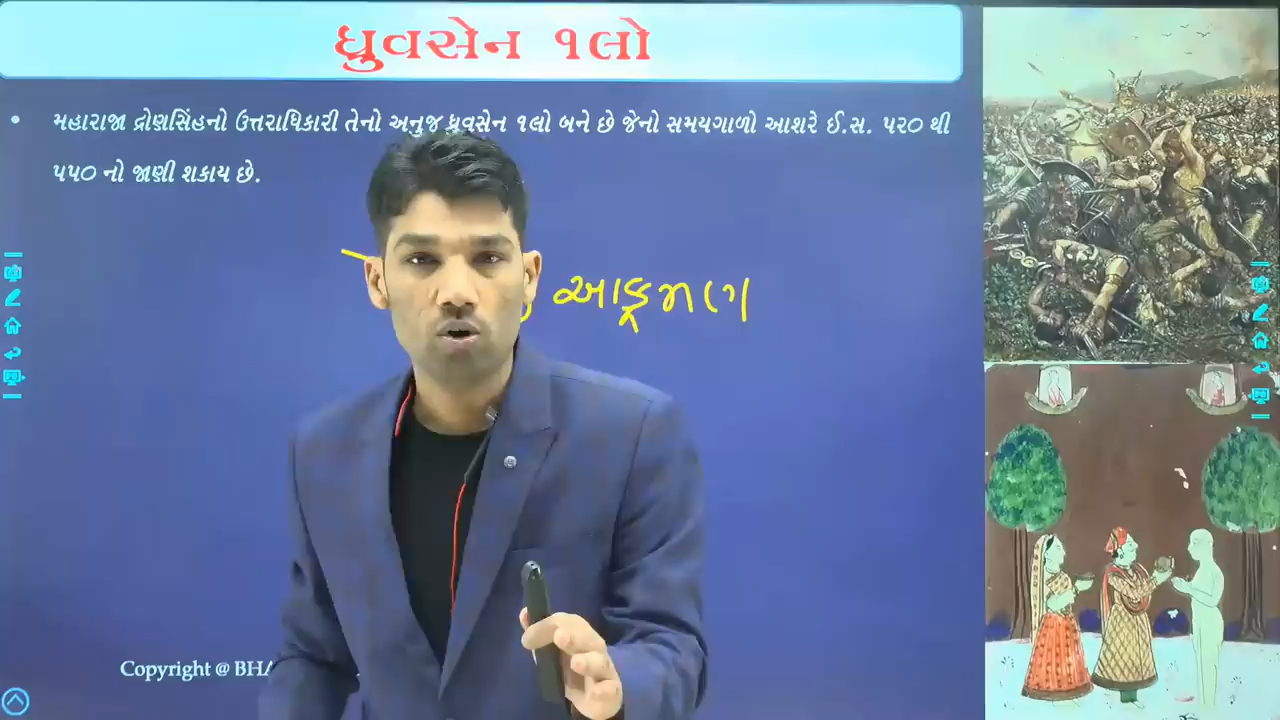 ધ્રુવસેન ૧લો
• મહારાજા દ્રોણસિંહનો ઉત્તરાધિકારી તેનો અનુજ ધ્રુવસેન ૧લો બને છે જેનો સમયગાળો આશરે ઈ.સ. ૫૨૦ થી
૫૫૦ નો જાણી શકાય છે.
આક્રમણ
Copyright @ BHA